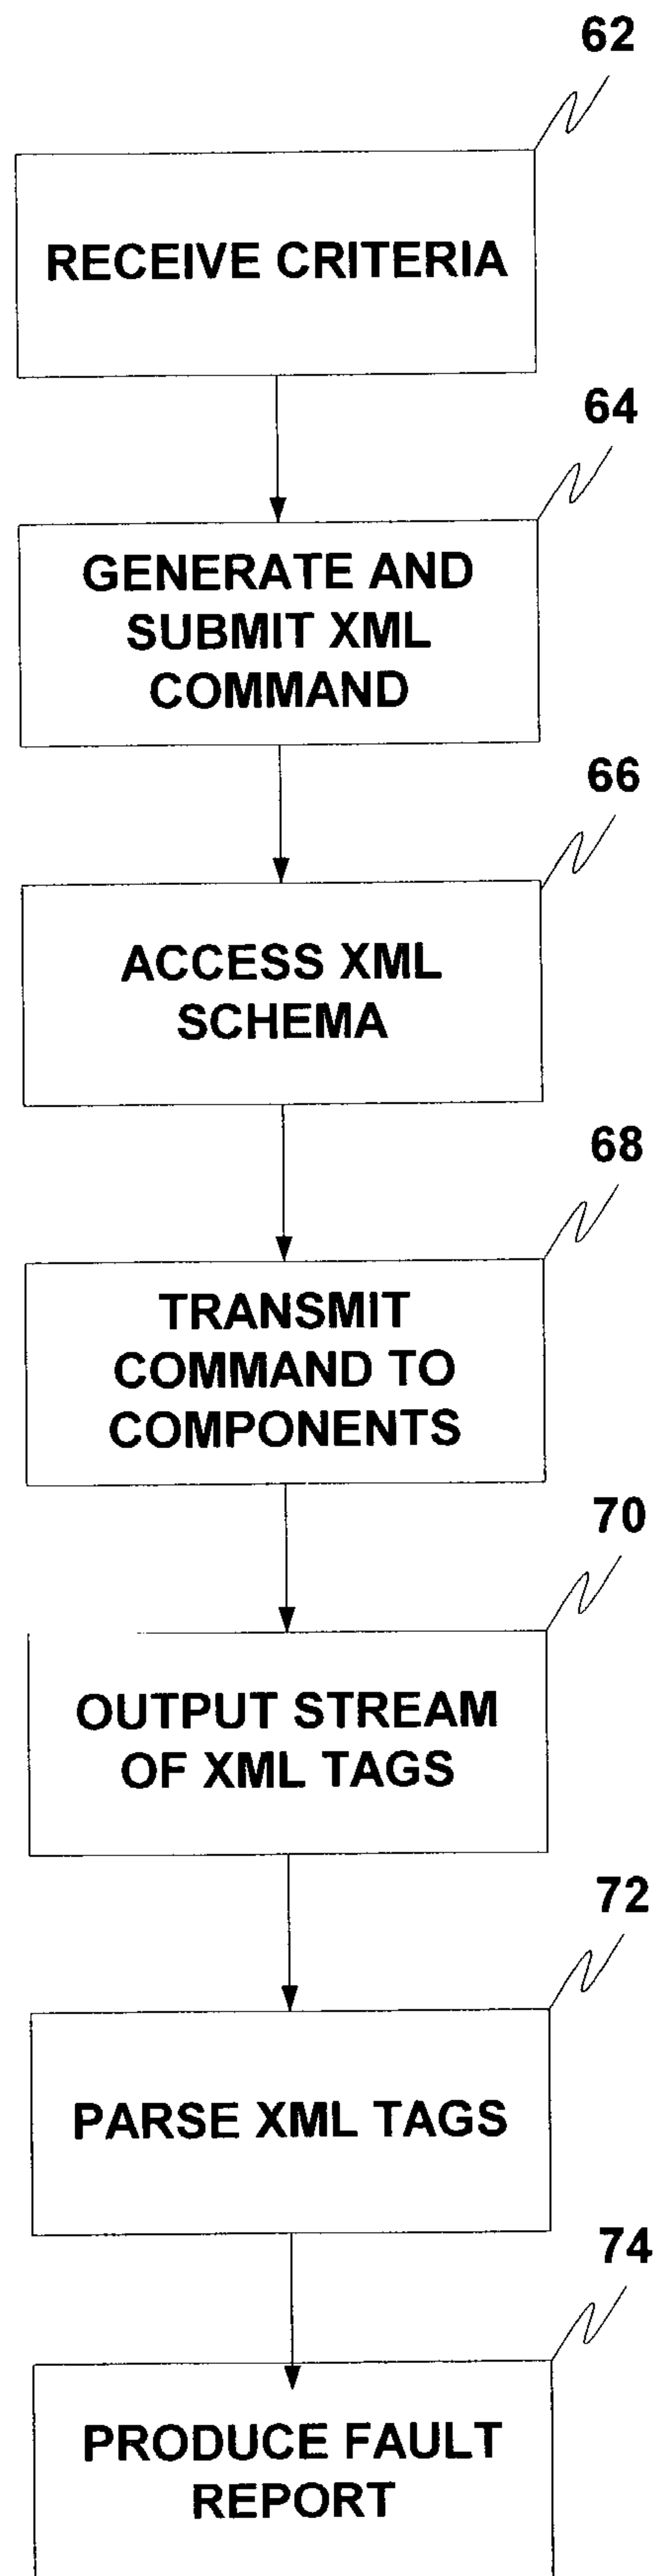 62
RECEIVE CRITERIA
64
GENERATE AND
SUBMIT XML
COMMAND
66
ACCESS XML
SCHEMA
68
TRANSMIT
COMMAND TO
COMPONENTS
70
OUTPUT STREAM
OF XML TAGS
72
PARSE XML TAGS
74
PRODUCE FAULT
REPORT